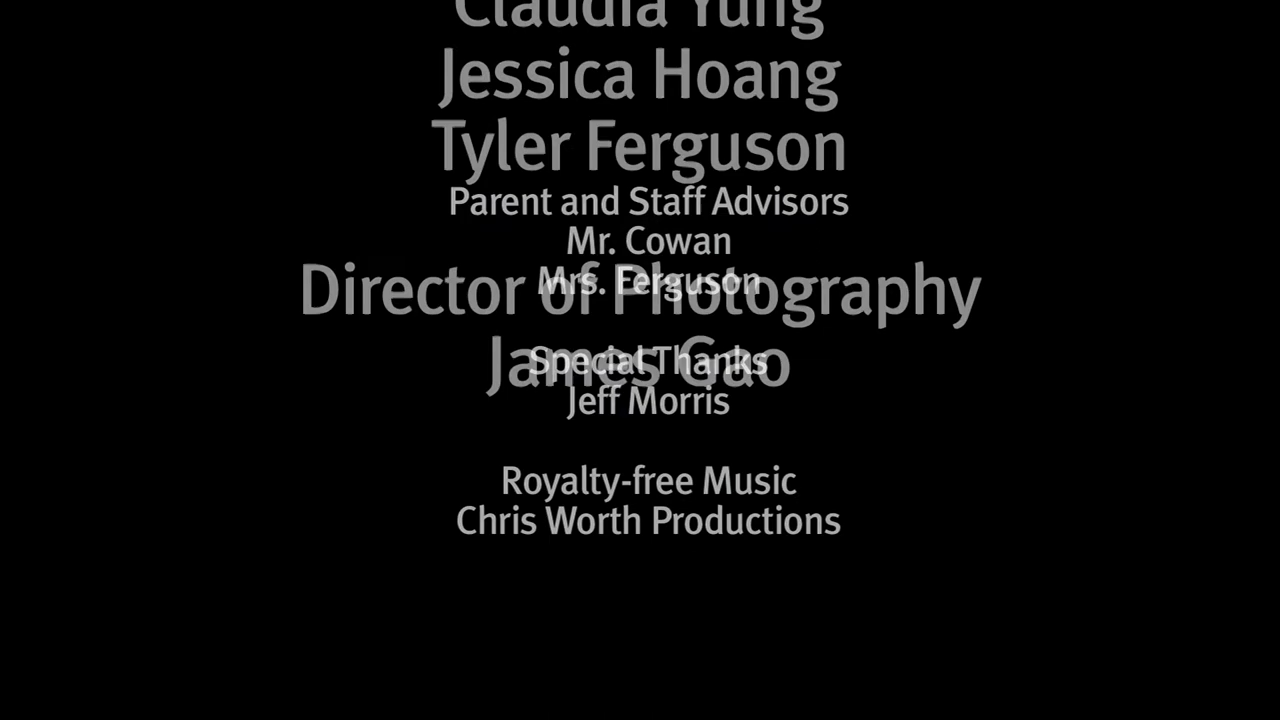 Claudia Yung
Jessica Hoang
Tyler Ferguson
Parent and Staff Advisors
Mr. Cowan
Mrs. Ferguson
Director of Photography
Special Thanks
James Gao
Jeff Morris
Royalty-free Music
Chris Worth Productions